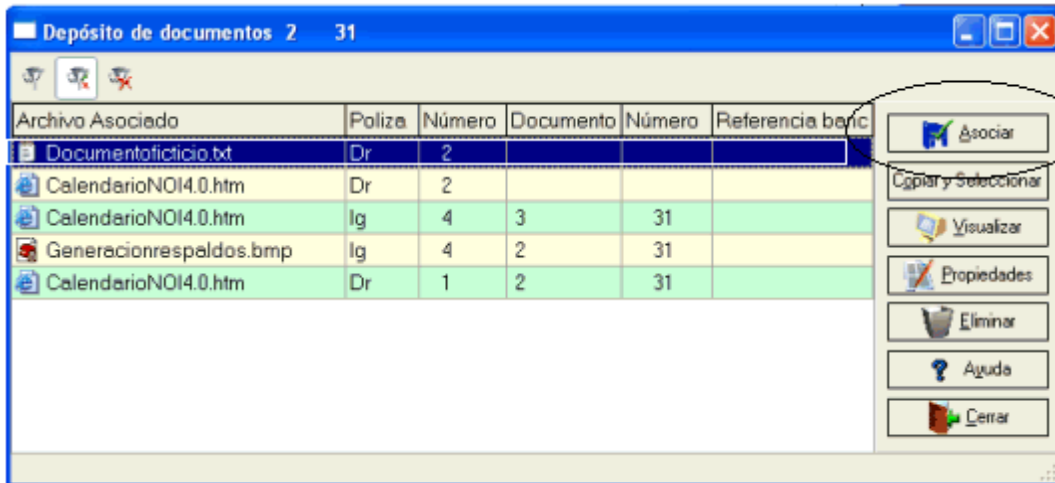 Depósito de documentos 2 31
Archivo Asociado Poliza Número Documento Número Referencia banc
Documentoficticio.txt Dr 2
CalendarioNOI4.0.htm Dr 2
CalendarioNOI4.0.htm Ig 4 3 31
Generacionrespaldos.bmp Ig 4 2 31
CalendarioNOI4.0.htm Dr 1 2 31
Asociar
Copiar y Seleccionar
Visualizar
Propiedades
Eliminar
Ayuda
Cerrar